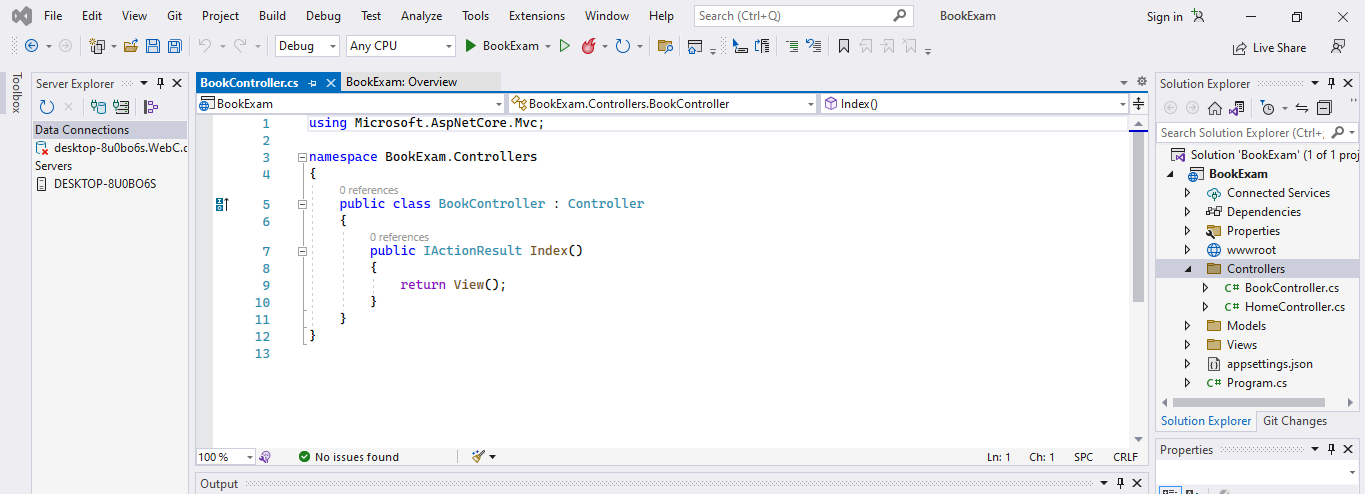 File Edit View Git Project Build Debug Test Analyze Tools Extensions Window Help Search (Ctrl+Q) BookExam Sign in
Debug Any CPU BookExam Live Share
Toolbox
Server Explorer
Data Connections
desktop-8u0bo6s.WebC.c
Servers
DESKTOP-8U0BO6S
BookController.cs BookExam: Overview
BookExam BookExam.Controllers.BookController Index()
1 using Microsoft.AspNetCore.Mvc;
2
3 namespace BookExam.Controllers
4 {
0 references
5 public class BookController : Controller
6 {
0 references
7 public IActionResult Index()
8 {
9 return View();
10 }
11 }
12 }
13
100 % No issues found Ln: 1 Ch: 1 SPC CRLF
Output
Solution Explorer
Search Solution Explorer (Ctrl+;
Solution 'BookExam' (1 of 1 proj
BookExam
Connected Services
Dependencies
Properties
wwwroot
Controllers
C# BookController.cs
C# HomeController.cs
Models
Views
appsettings.json
C# Program.cs
Solution Explorer Git Changes
Properties